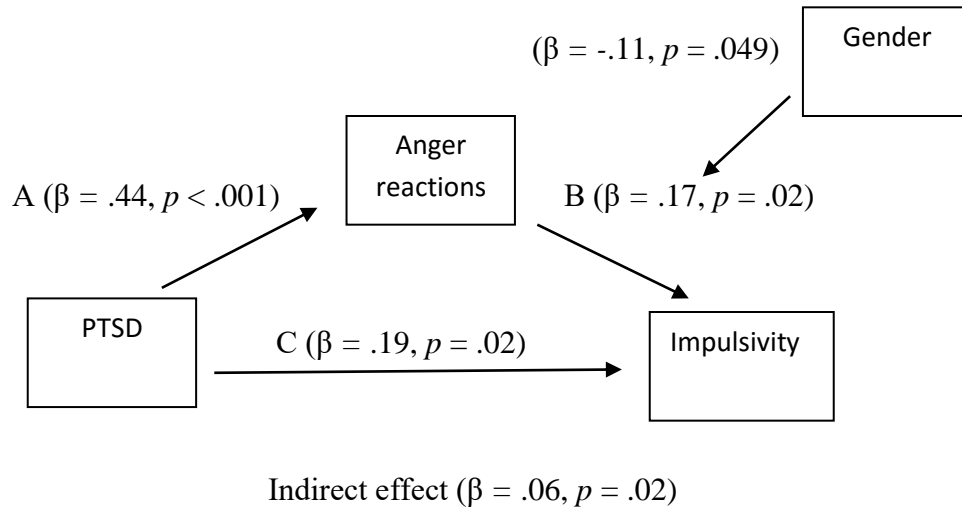 Gender
(β = -.11, p = .049)
Anger
reactions
A (β = .44, p < .001)
B (β = .17, p = .02)
PTSD
C (β = .19, p = .02)
Impulsivity
Indirect effect (β = .06, p = .02)